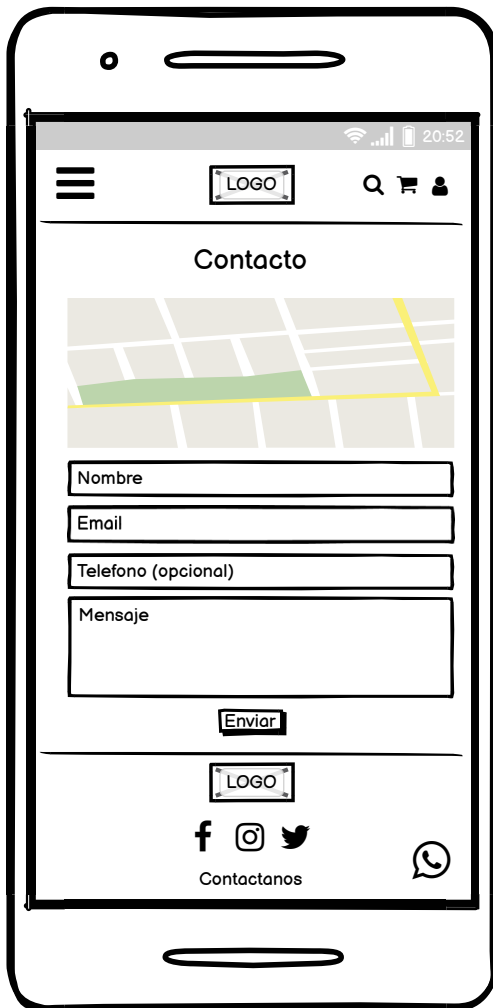 20:52
LOGO
Contacto
Nombre
Email
Telefono (opcional)
Mensaje
Enviar
LOGO
Contactanos